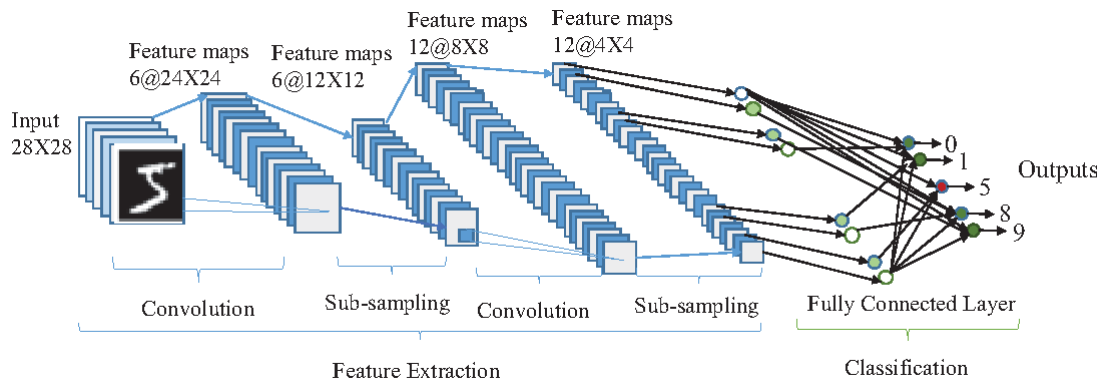 Input
28X28
Feature maps
6@24X24
Feature maps
6@12X12
Feature maps
12@8X8
Feature maps
12@4X4
0
1
5
8
9
Outputs
Convolution
Sub-sampling
Convolution
Sub-sampling
Fully Connected Layer
Feature Extraction
Classification